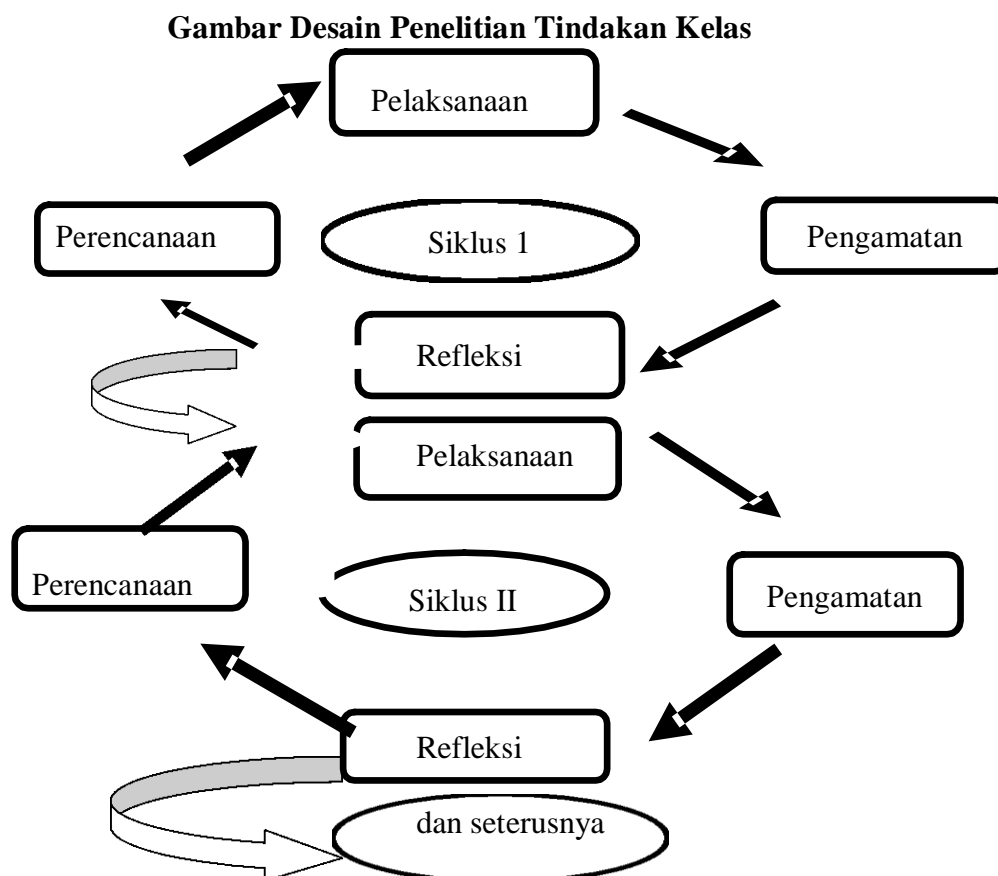 Gambar Desain Penelitian Tindakan Kelas
Pelaksanaan
Perencanaan
Siklus 1
Pengamatan
Refleksi
Pelaksanaan
Perencanaan
Siklus II
Pengamatan
Refleksi
dan seterusnya